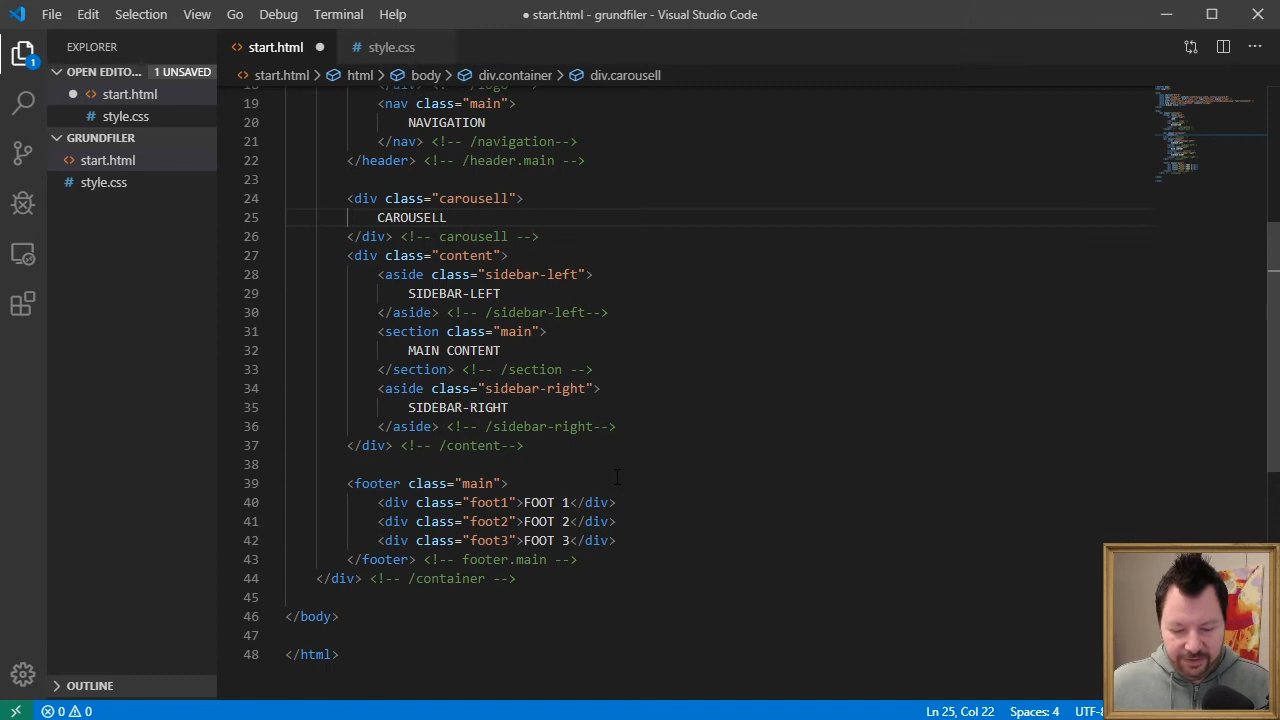 File Edit Selection View Go Debug Terminal Help ● start.html - grundfiler - Visual Studio Code
EXPLORER
start.html
style.css
OPEN EDITO... 1 UNSAVED
start.html > html > body > div.container > div.carousell
start.html
style.css
GRUNDFILER
start.html
style.css
OUTLINE
1
19 <nav class="main">
20 NAVIGATION
21 </nav> <!-- /navigation-->
22 </header> <!-- /header.main -->
23
24 <div class="carousell">
25 CAROUSELL
26 </div> <!-- carousell -->
27 <div class="content">
28 <aside class="sidebar-left">
29 SIDEBAR-LEFT
30 </aside> <!-- /sidebar-left-->
31 <section class="main">
32 MAIN CONTENT
33 </section> <!-- /section -->
34 <aside class="sidebar-right">
35 SIDEBAR-RIGHT
36 </aside> <!-- /sidebar-right-->
37 </div> <!-- /content-->
38
39 <footer class="main">
40 <div class="foot1">FOOT 1</div>
41 <div class="foot2">FOOT 2</div>
42 <div class="foot3">FOOT 3</div>
43 </footer> <!-- footer.main -->
44 </div> <!-- /container -->
45
46 </body>
47
48 </html>
0 0 Ln 25, Col 22 Spaces: 4